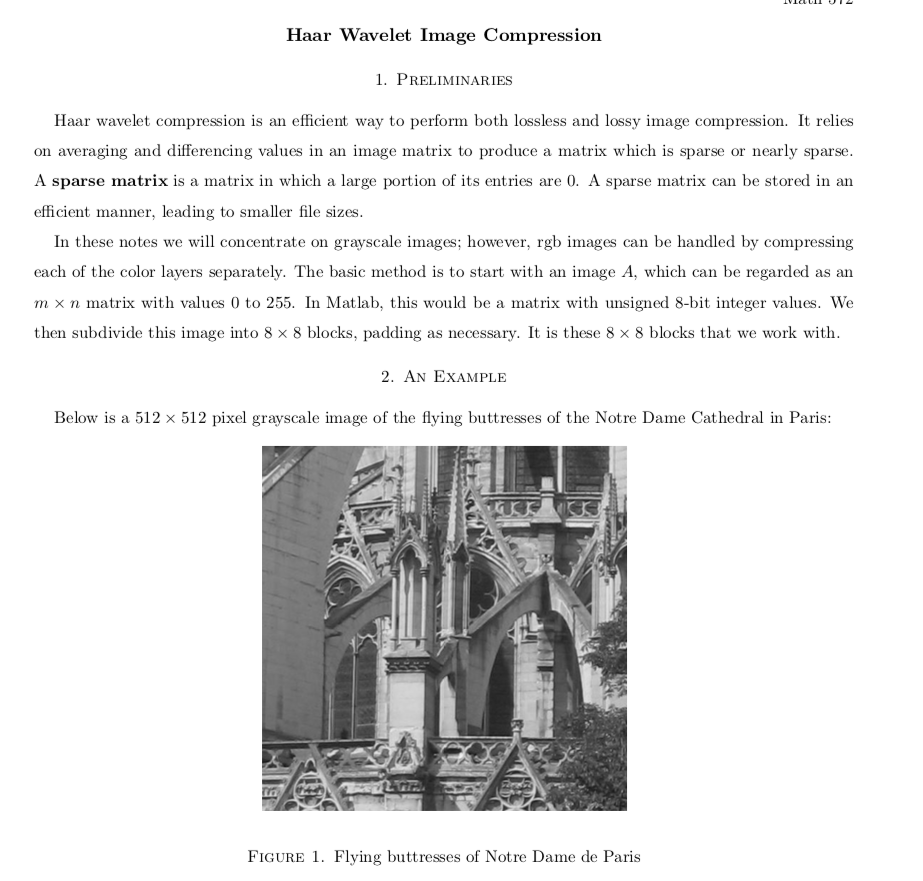 Haar Wavelet Image Compression
1. Preliminaries
Haar wavelet compression is an efficient way to perform both lossless and lossy image compression. It relies
on averaging and differencing values in an image matrix to produce a matrix which is sparse or nearly sparse.
A sparse matrix is a matrix in which a large portion of its entries are 0. A sparse matrix can be stored in an
efficient manner, leading to smaller file sizes.
In these notes we will concentrate on grayscale images; however, rgb images can be handled by compressing
each of the color layers separately. The basic method is to start with an image A, which can be regarded as an
m × n matrix with values 0 to 255. In Matlab, this would be a matrix with unsigned 8-bit integer values. We
then subdivide this image into 8 × 8 blocks, padding as necessary. It is these 8 × 8 blocks that we work with.
2. An Example
Below is a 512 × 512 pixel grayscale image of the flying buttresses of the Notre Dame Cathedral in Paris:
Figure 1. Flying buttresses of Notre Dame de Paris